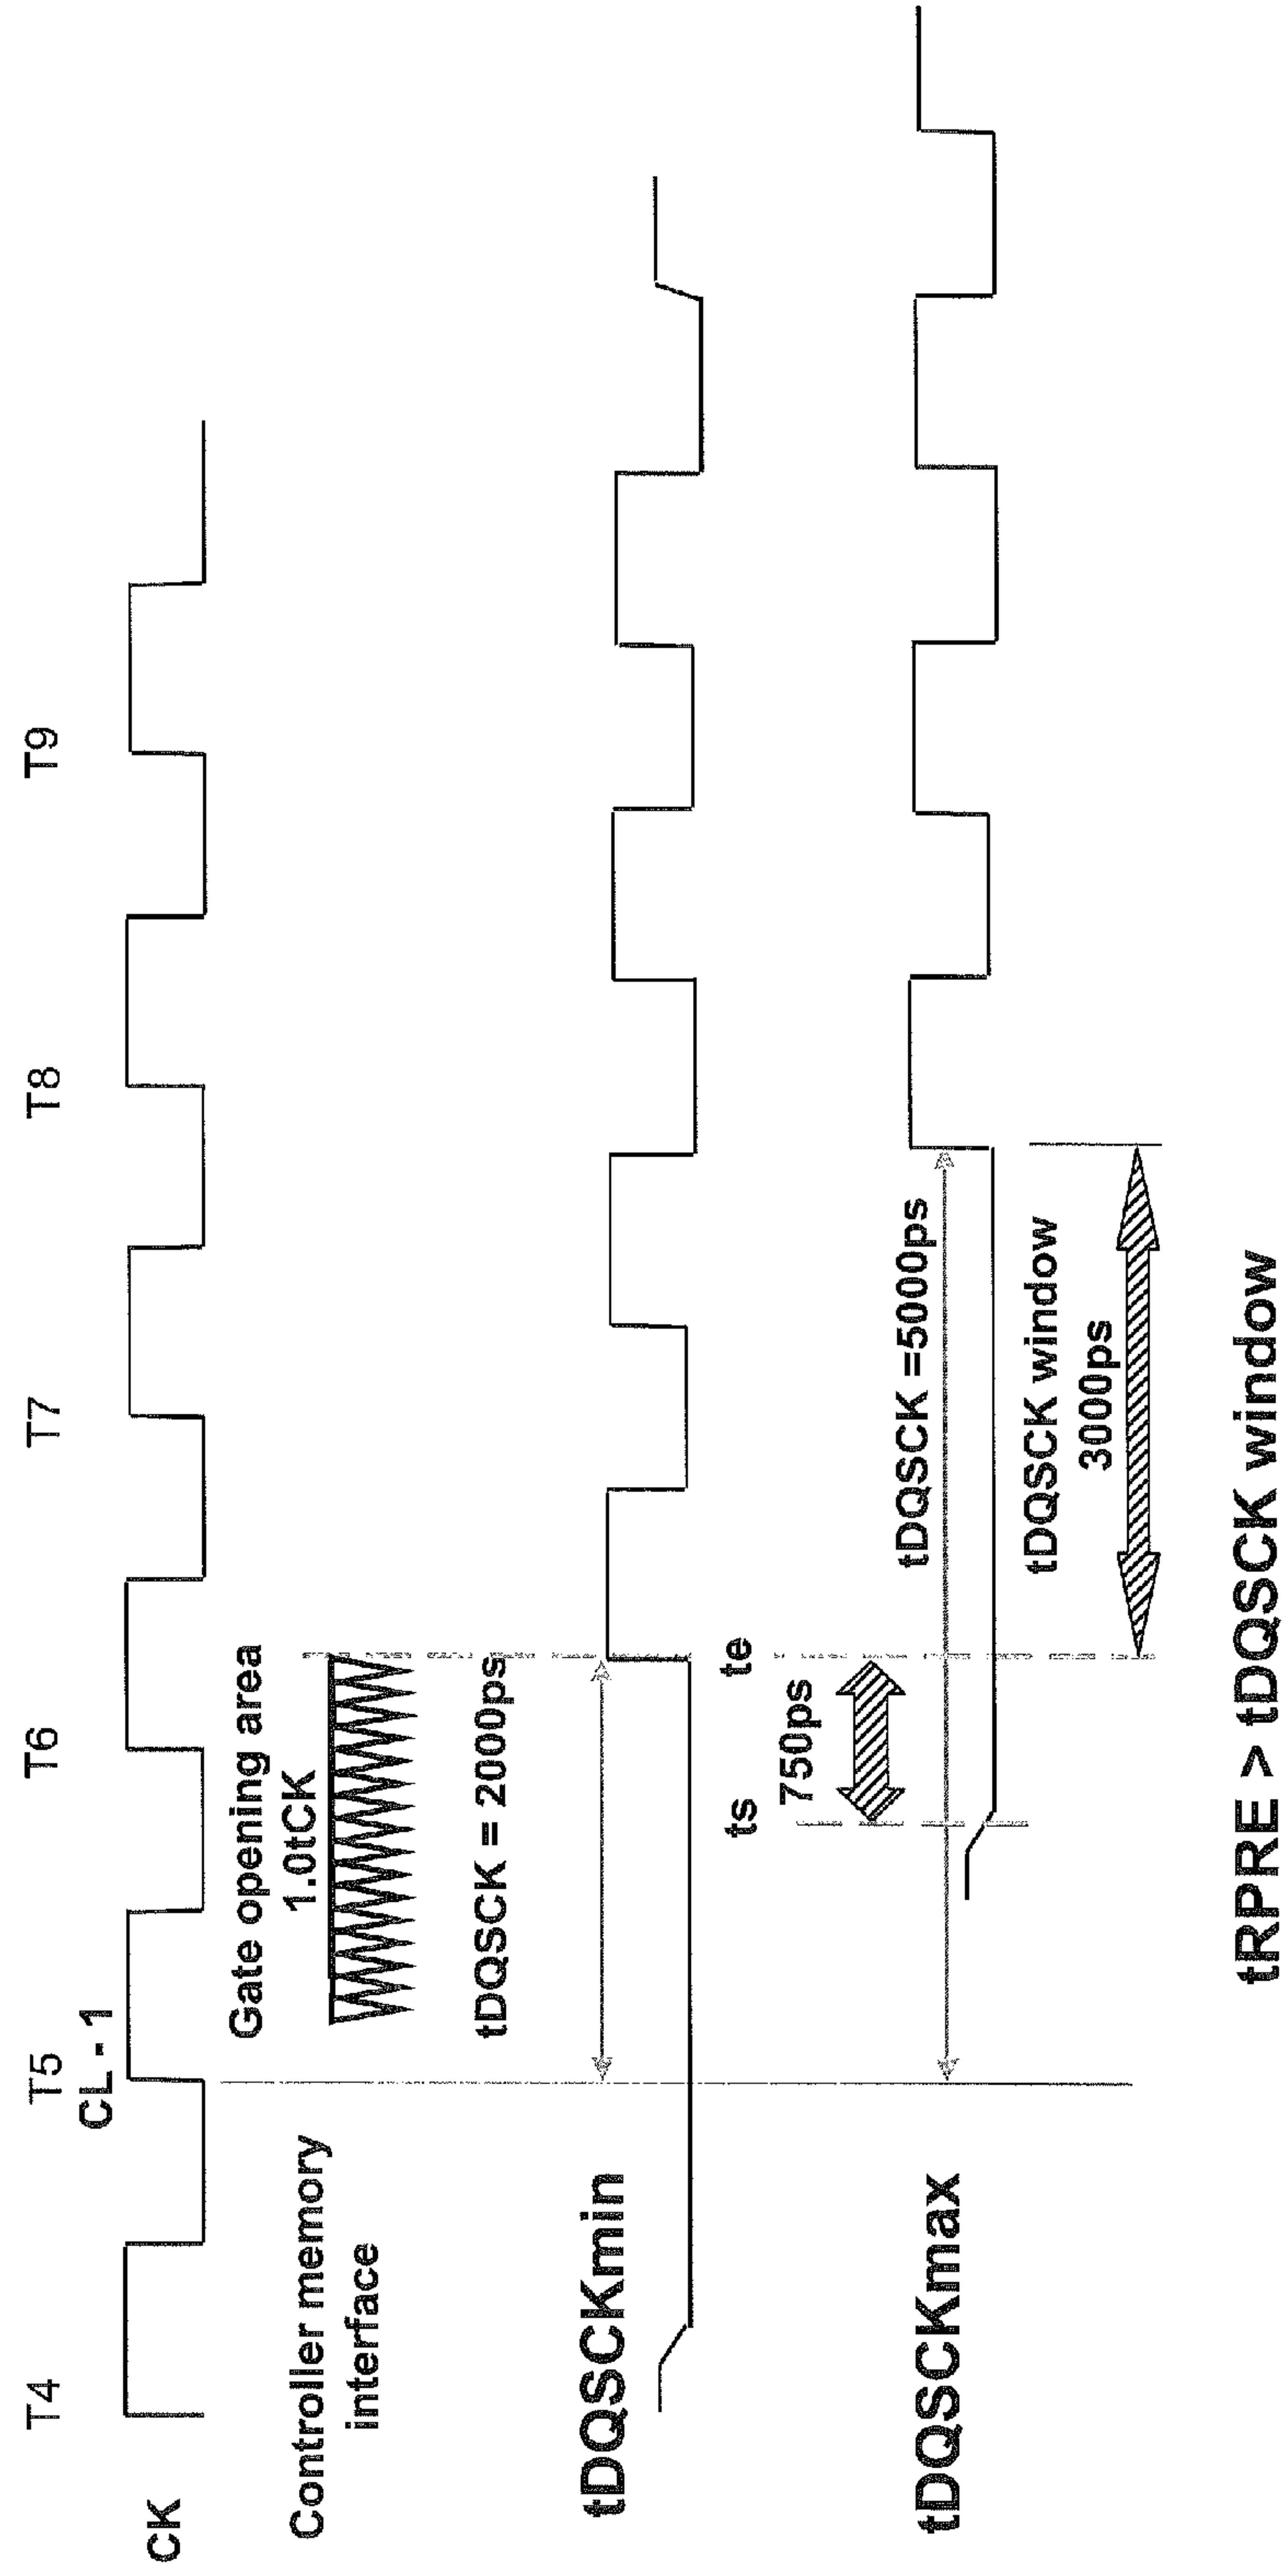 T4
T5
T6
T7
T8
T9
CL - 1
CK
Gate opening area
1.0tCK
Controller memory
interface
tDQSCK = 2000ps
tDQSCKmin
ts
te
750ps
tDQSCK =5000ps
tDQSCKmax
tDQSCK window
3000ps
tRPRE > tDQSCK window